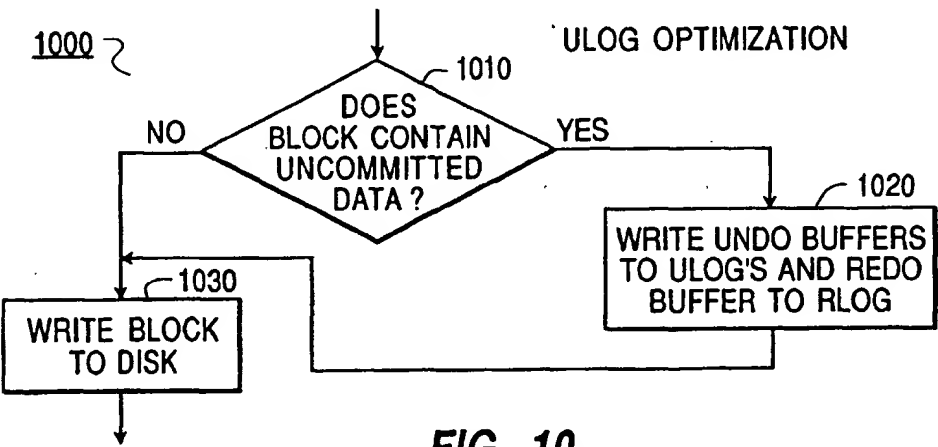 1000
ULOG OPTIMIZATION
1010
DOES
BLOCK CONTAIN
UNCOMMITTED
DATA?
NO
YES
1020
WRITE UNDO BUFFERS
TO ULOG'S AND REDO
BUFFER TO RLOG
1030
WRITE BLOCK
TO DISK
FIG. 10